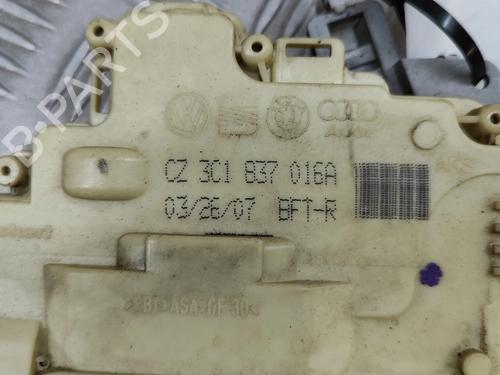 CZ 3C1 837 016A
03/26/07 BFT-R
>PBT+ASA-GF30<
B-PARTS